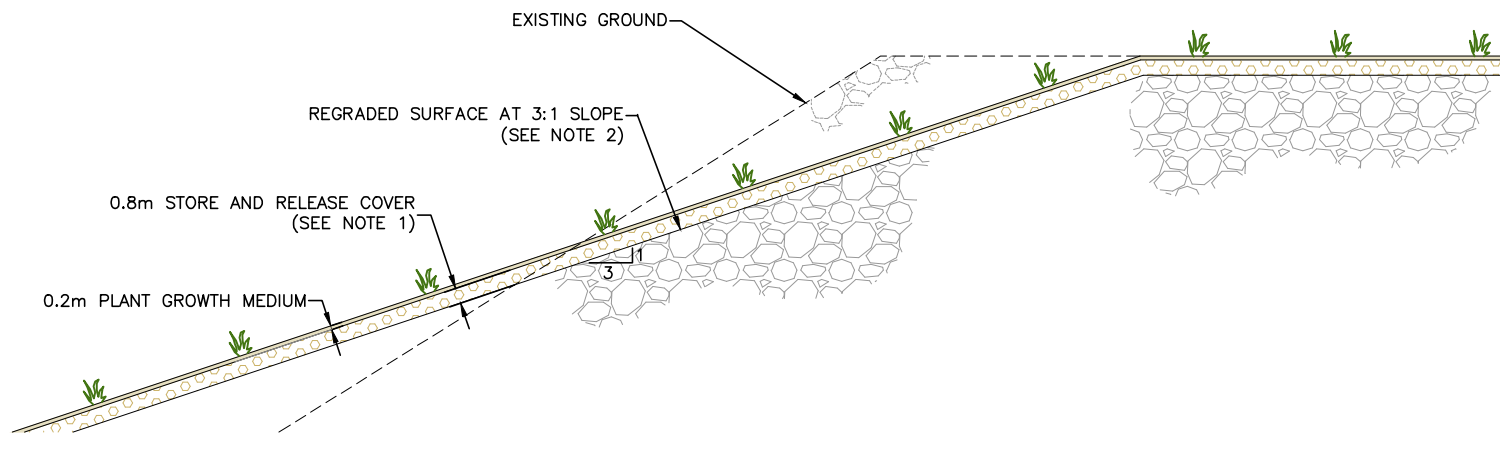 EXISTING GROUND
REGRADED SURFACE AT 3:1 SLOPE
(SEE NOTE 2)
0.8m STORE AND RELEASE COVER
(SEE NOTE 1)
1
3
0.2m PLANT GROWTH MEDIUM